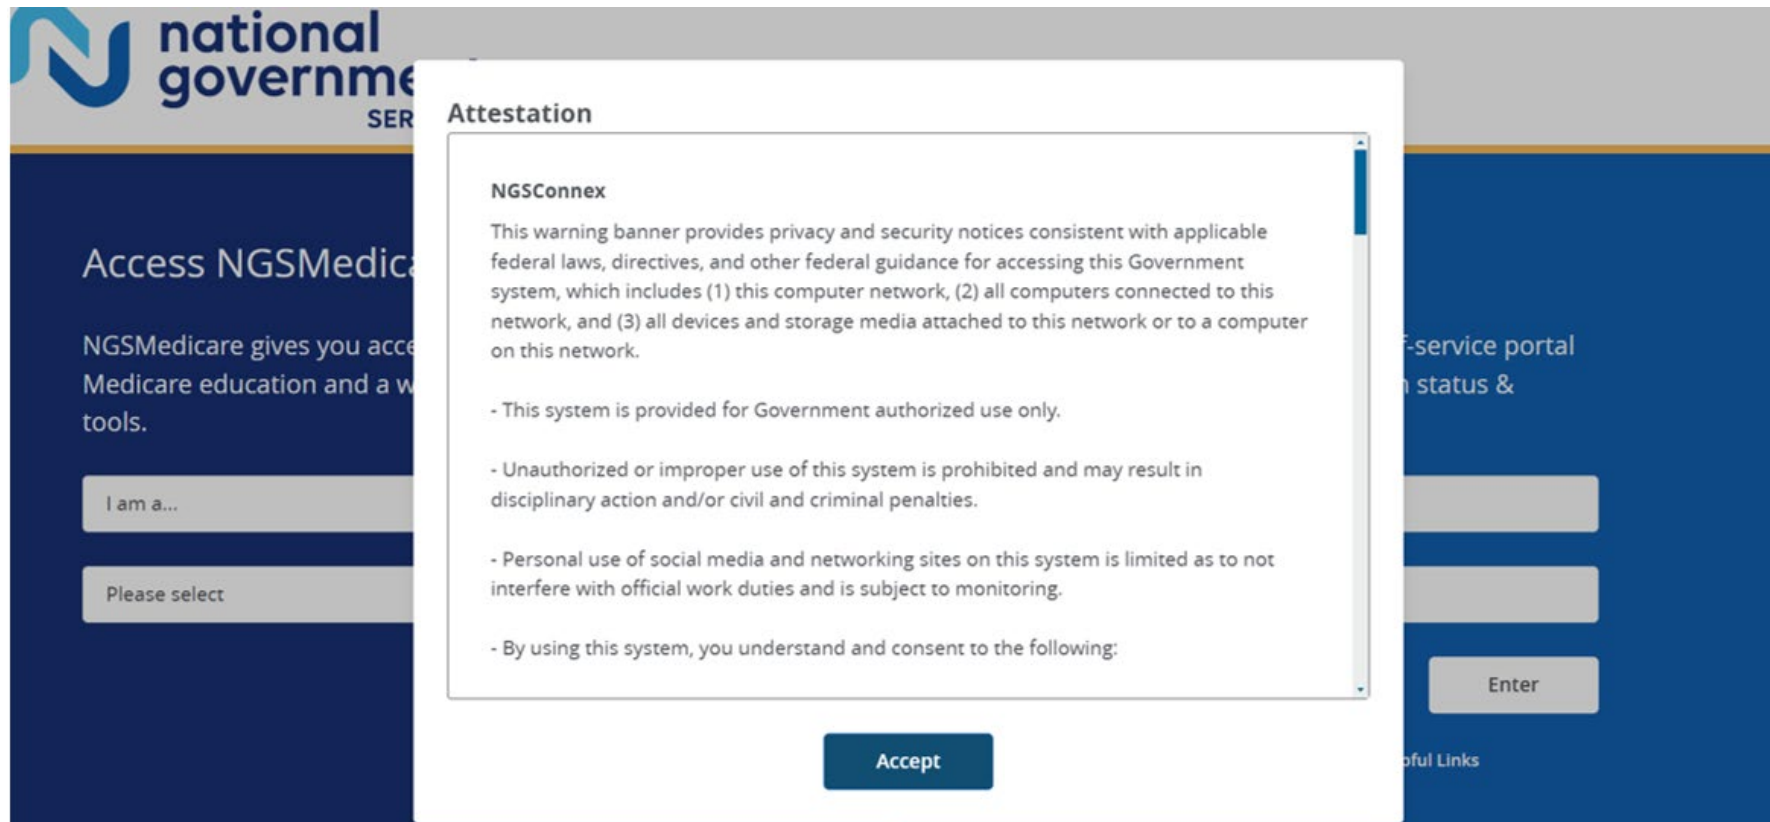 national
governme
SER
Attestation
NGSConnex
This warning banner provides privacy and security notices consistent with applicable
federal laws, directives, and other federal guidance for accessing this Government
system, which includes (1) this computer network, (2) all computers connected to this
network, and (3) all devices and storage media attached to this network or to a computer
on this network.
- This system is provided for Government authorized use only.
- Unauthorized or improper use of this system is prohibited and may result in
disciplinary action and/or civil and criminal penalties.
- Personal use of social media and networking sites on this system is limited as to not
interfere with official work duties and is subject to monitoring.
- By using this system, you understand and consent to the following:
Accept
Access NGSMedica
NGSMedicare gives you acce
Medicare education and a w
tools.
I am a...
Please select
f-service portal
n status &
Enter
pful Links